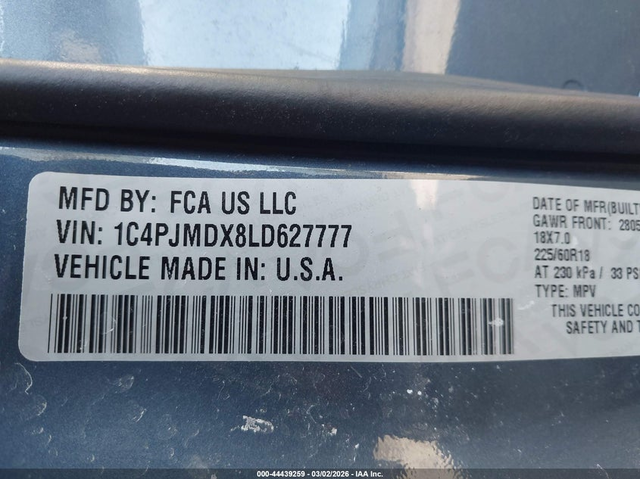 MFD BY: FCA US LLC
VIN: 1C4PJMDX8LD627777
VEHICLE MADE IN: U.S.A.
DATE OF MFR(BUILT
GAWR FRONT: 2805
18X7.0
225/60R18
AT 230 kPa / 33 PS
TYPE: MPV
THIS VEHICLE CO
SAFETY AND T
000-44439259 | 03/02/2026 | IAA Inc.